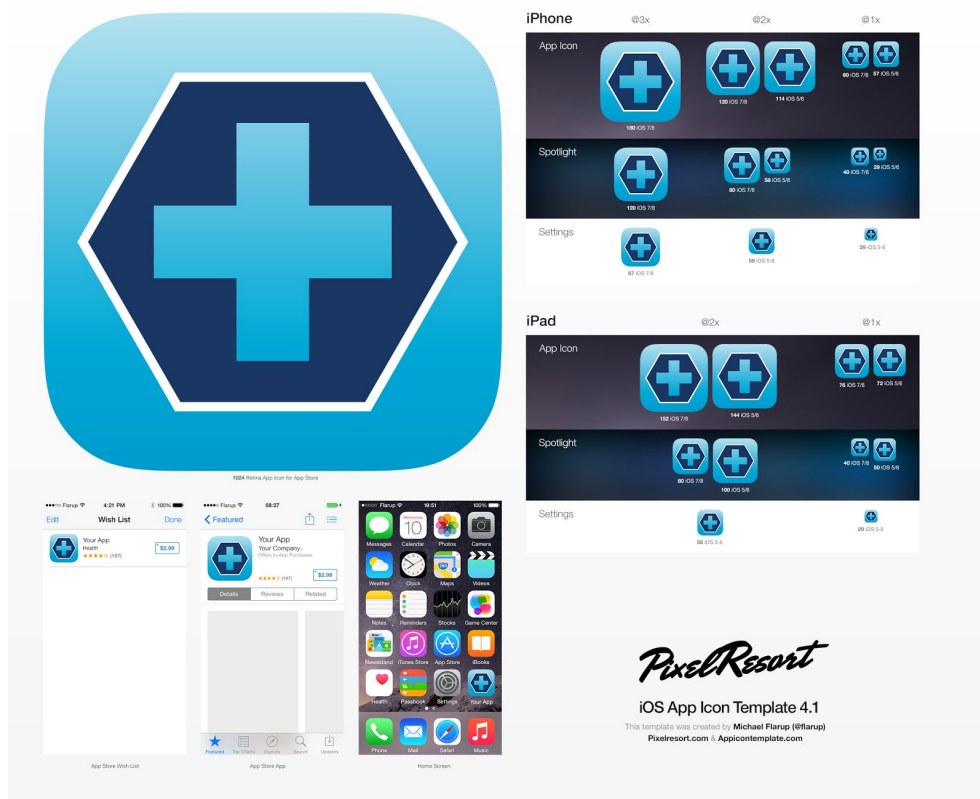 1024 Retina App Icon for App Store
iPhone @3x @2x @1x
App Icon
180 iOS 7/8
120 iOS 7/8
114 iOS 5/6
60 iOS 7/8
57 iOS 5/6
Spotlight
120 iOS 7/8
80 iOS 7/8
58 iOS 5/6
40 iOS 7/8
29 iOS 5/6
Settings
87 iOS 7/8
58 iOS 5-8
29 iOS 5-8
iPad @2x @1x
App Icon
152 iOS 7/8
144 iOS 5/6
76 iOS 7/8
72 iOS 5/6
Spotlight
80 iOS 7/8
100 iOS 5/6
40 iOS 7/8
50 iOS 5/6
Settings
58 iOS 5-8
29 iOS 5-8
Flarup 4:21 PM 100%
Edit Wish List Done
Your App
Health
(197)
$2.99
App Store Wish List
Flarup 08:27
Featured
Your App
Your Company
Offers In-App Purchases
(197)
$2.99
Details Reviews Related
Featured Top Charts Explore Search Updates
App Store App
Flarup 19:51 100%
10
Messages Calendar Photos Camera
Weather Clock Maps Videos
Notes Reminders Stocks Game Center
Newsstand iTunes Store App Store iBooks
Health Passbook Settings Your App
Phone Mail Safari Music
Home Screen
PixelResort
iOS App Icon Template 4.1
This template was created by Michael Flarup (@flarup)
Pixelresort.com & Appicontemplate.com